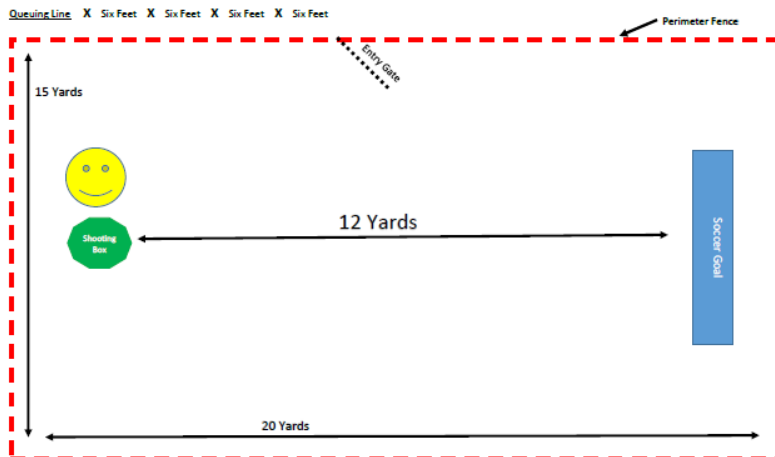 Queuing Line X Six Feet X Six Feet X Six Feet X Six Feet
Perimeter Fence
Entry Gate
15 Yards
12 Yards
Shooting
Box
Soccer Goal
20 Yards